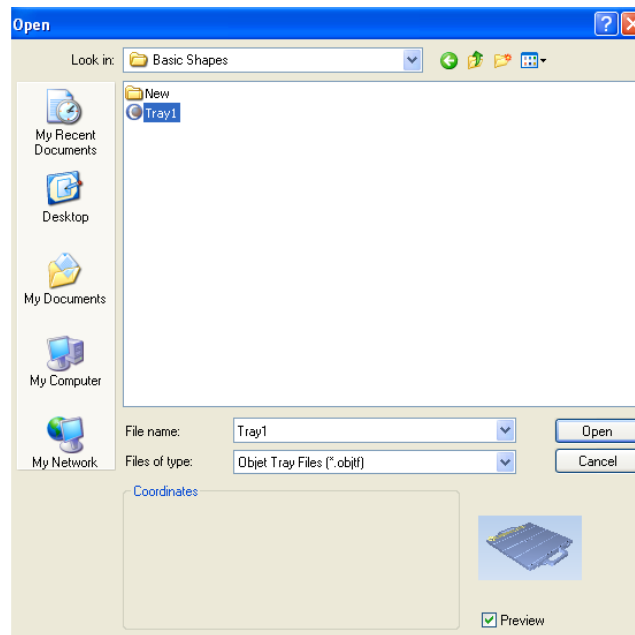 Open
Look in:
Basic Shapes
New
Tray1
My Recent
Documents
Desktop
My Documents
My Computer
My Network
File name:
Tray1
Open
Files of type:
Objet Tray Files (*.objtf)
Cancel
Coordinates
Preview